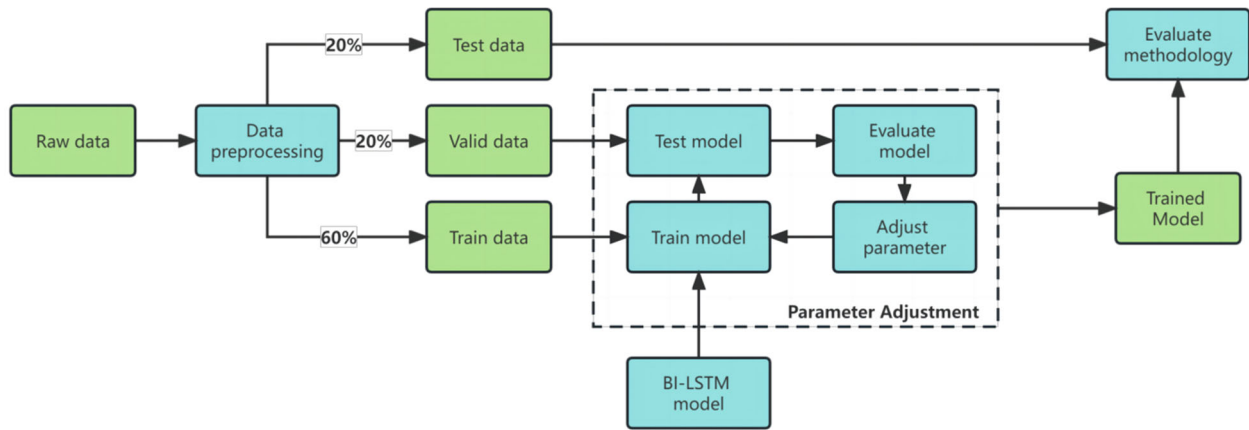 20%
Test data
Evaluate
methodology
Raw data
Data
preprocessing
20%
Valid data
Test model
Evaluate
model
60%
Train data
Train model
Adjust
parameter
Trained
Model
Parameter Adjustment
BI-LSTM
model